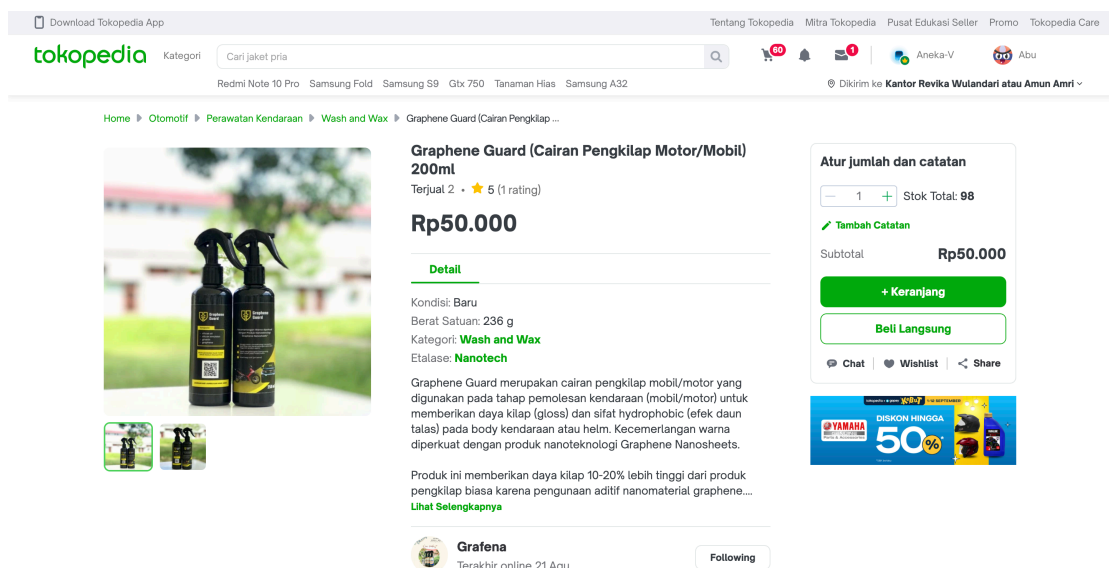 Download Tokopedia App
Tentang Tokopedia Mitra Tokopedia Pusat Edukasi Seller Promo Tokopedia Care
tokopedia Kategori Cari jaket pria 60 1 Aneka-V Abu
Redmi Note 10 Pro Samsung Fold Samsung S9 Gtx 750 Tanaman Hias Samsung A32
Dikirim ke Kantor Revika Wulandari atau Amun Amri
Home Otomotif Perawatan Kendaraan Wash and Wax Graphene Guard (Cairan Pengkilap ...
Graphene Guard (Cairan Pengkilap Motor/Mobil)
200ml
Terjual 2 • 5 (1 rating)
Rp50.000
Detail
Kondisi: Baru
Berat Satuan: 236 g
Kategori: Wash and Wax
Etalase: Nanotech
Graphene Guard merupakan cairan pengkilap mobil/motor yang
digunakan pada tahap pemolesan kendaraan (mobil/motor) untuk
memberikan daya kilap (gloss) dan sifat hydrophobic (efek daun
talas) pada body kendaraan atau helm. Kecemerlangan warna
diperkuat dengan produk nanoteknologi Graphene Nanosheets.
Produk ini memberikan daya kilap 10-20% lebih tinggi dari produk
pengkilap biasa karena pengunaan aditif nanomaterial graphene....
Lihat Selengkapnya
Grafena
Terakhir online 21 Agu
Following
Atur jumlah dan catatan
1 Stok Total: 98
Tambah Catatan
Subtotal Rp50.000
+ Keranjang
Beli Langsung
Chat Wishlist Share
YAMAHA
DISKON HINGGA
50%
Graphene
Guard
Graphene
Guard